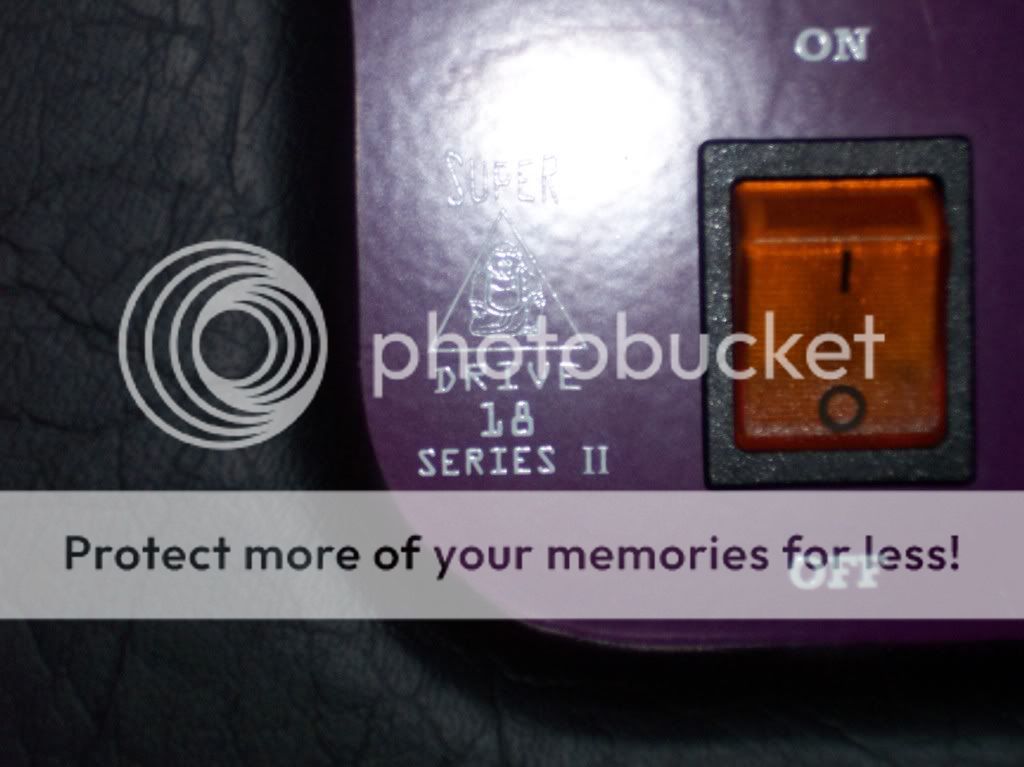 ON
SUPER
I
photobucket
DRIVE
O
18
SERIES II
Protect more of your memories for less!
OFF